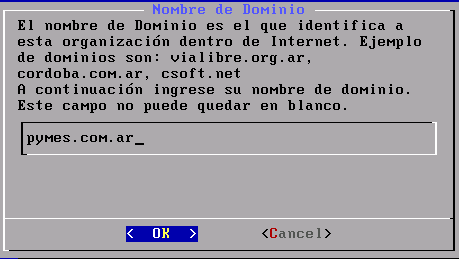 Nombre de Dominio
El nombre de Dominio es el que identifica a
esta organización dentro de Internet. Ejemplo
de dominios son: vialibre.org.ar,
cordoba.com.ar, csoft.net
A continuación ingrese su nombre de dominio.
Este campo no puede quedar en blanco.
pymes.com.ar_
< OK > <Cancel>